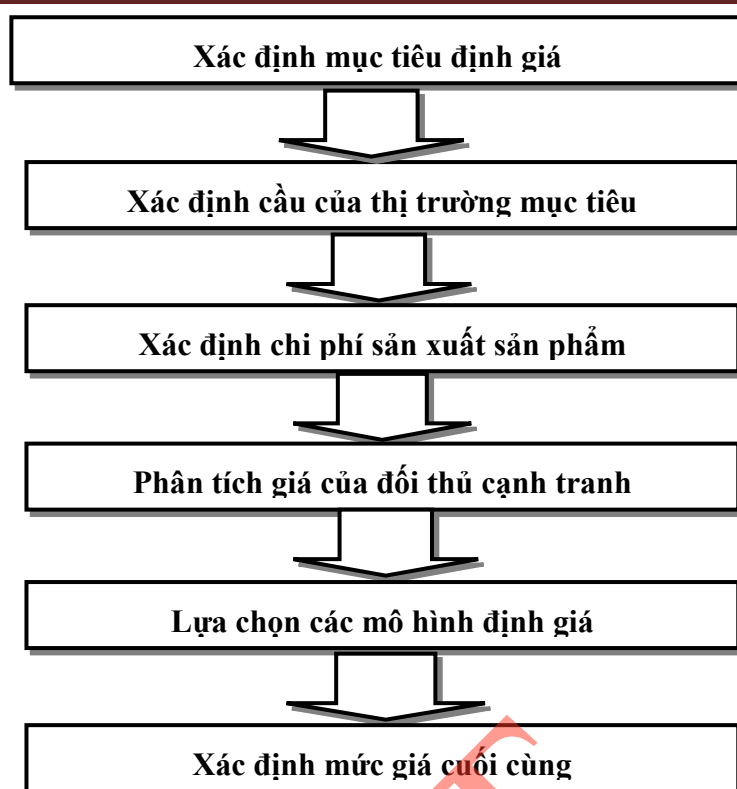 Xác định mục tiêu định giá
Xác định cầu của thị trường mục tiêu
Xác định chi phí sản xuất sản phẩm
Phân tích giá của đối thủ cạnh tranh
Lựa chọn các mô hình định giá
Xác định mức giá cuối cùng